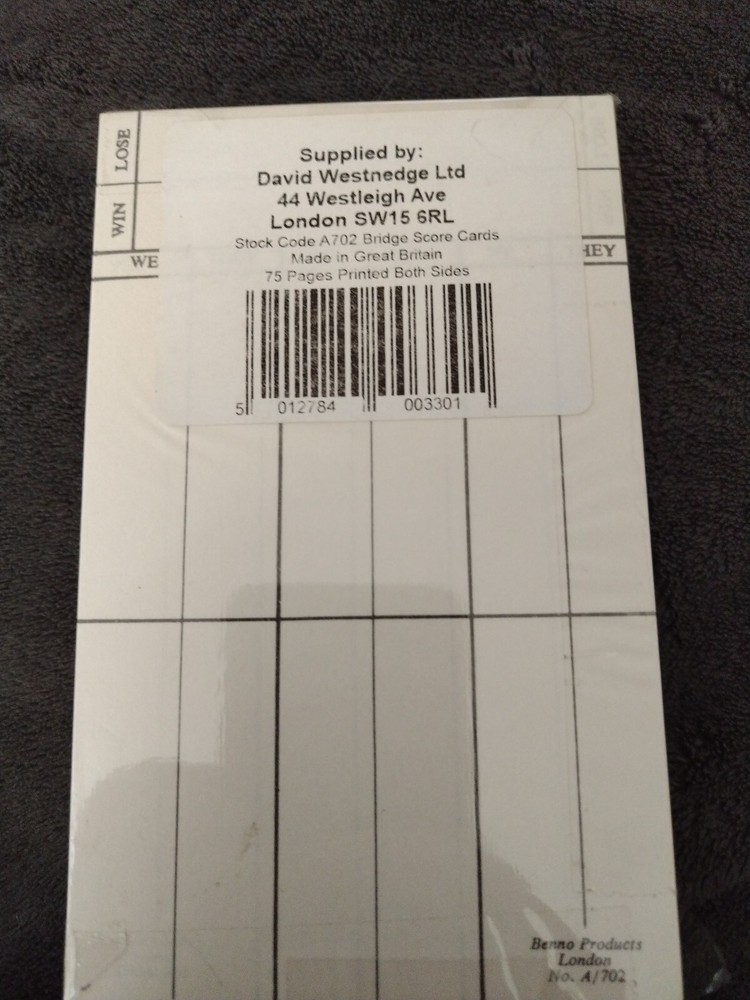 LOSE
WIN
WE
HEY
Supplied by:
David Westnedge Ltd
44 Westleigh Ave
London SW15 6RL
Stock Code A702 Bridge Score Cards
Made in Great Britain
75 Pages Printed Both Sides
5 012784 003301
Benno Products
London
No. A/702